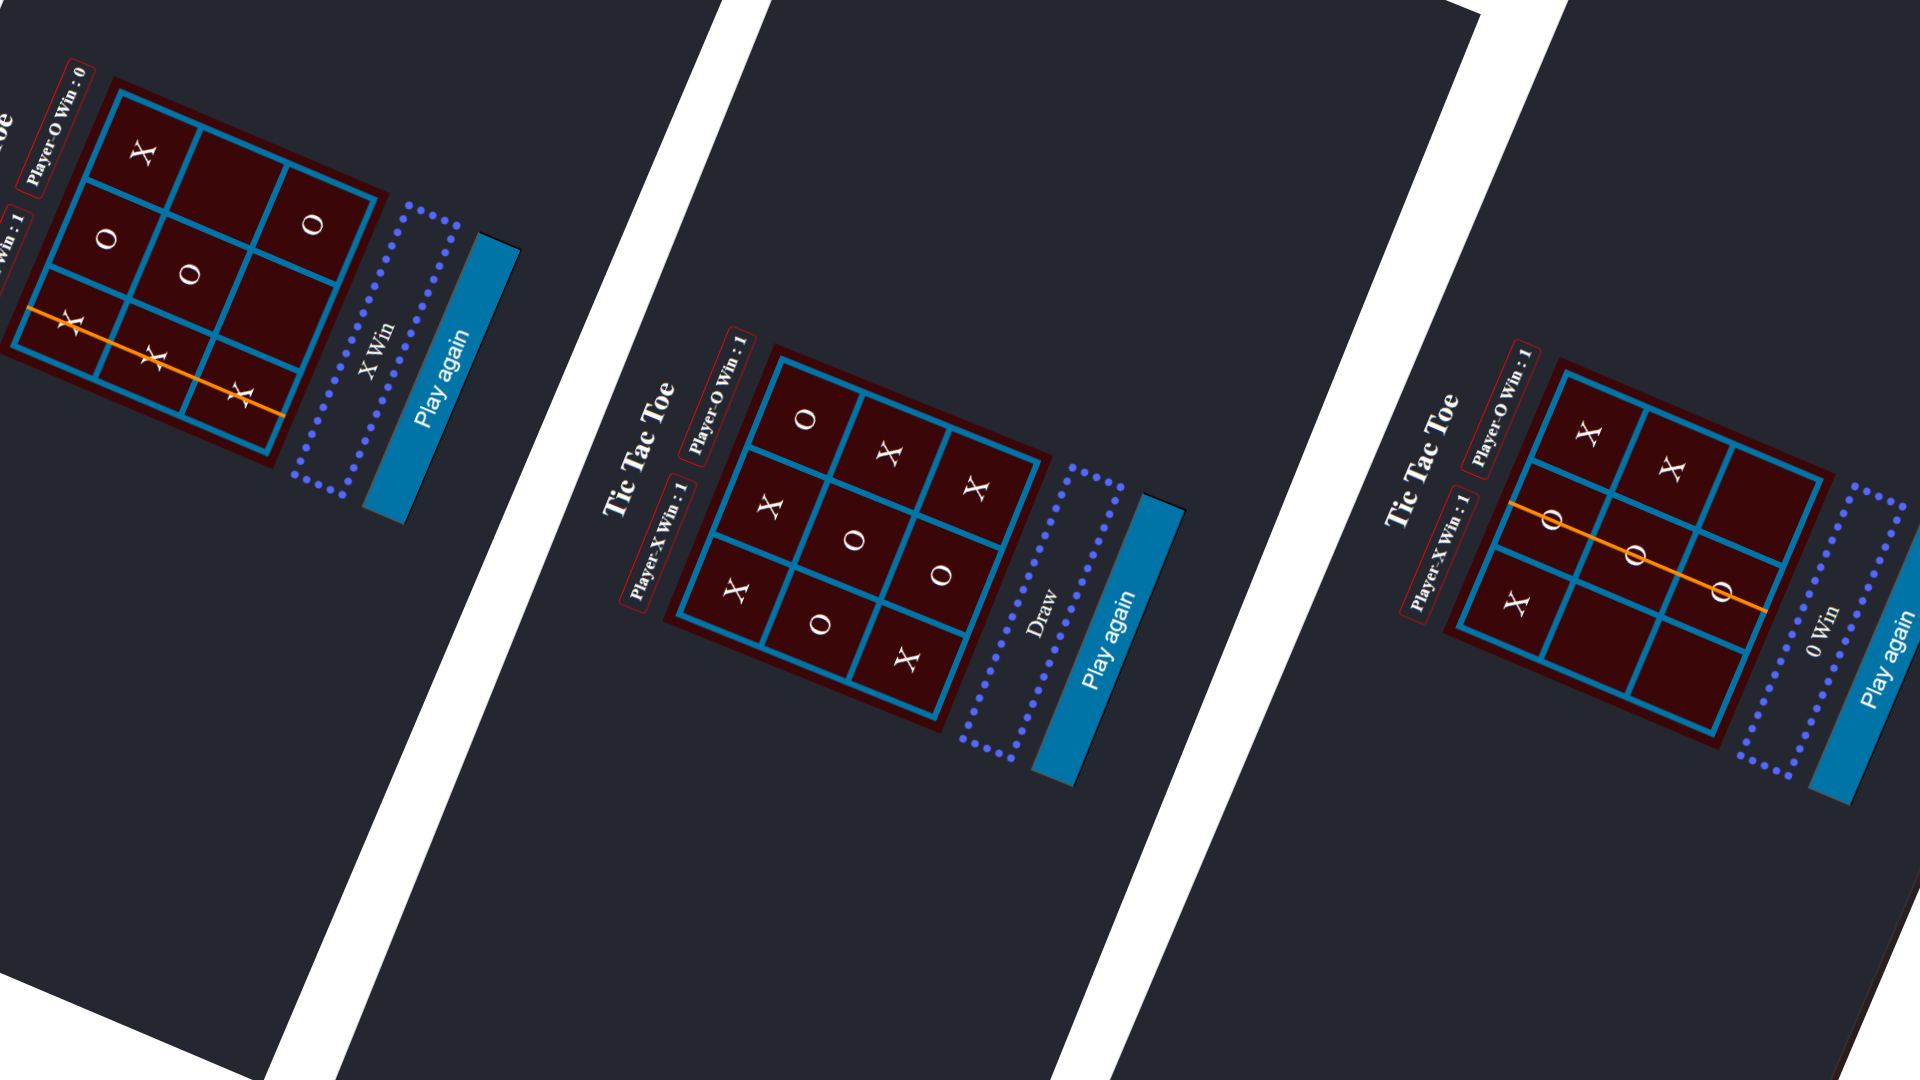 Win : 1 Player-O Win : 0
X O X
X O
X O
X Win
Play again
Tic Tac Toe
Player-X Win : 1 Player-O Win : 1
X X O
O O X
X O X
Draw
Play again
Tic Tac Toe
Player-X Win : 1 Player-O Win : 1
X O X
O X
O
0 Win
Play again